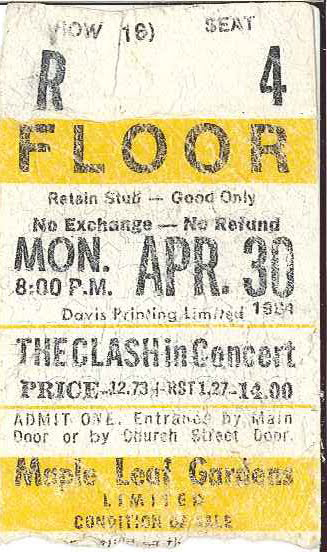 ROW (16) SEAT
R 4
FLOOR
Retain Stub — Good Only
No Exchange — No Refund
MON. APR. 30
8:00 P.M. 1984
Davis Printing Limited
THE CLASH in Concert
PRICE-12.73+RST 1.27-14.00
ADMIT ONE. Entrance by Main
Door or by Church Street Door.
Maple Leaf Gardens
LIMITED
CONDITION OF SALE